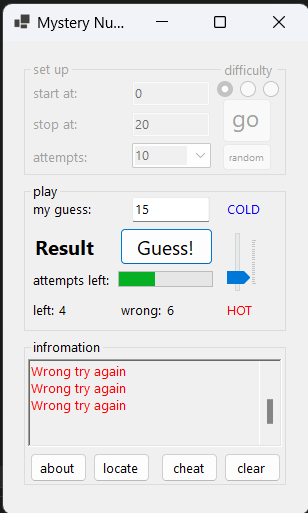 Mystery Nu...
set up
difficulty
start at: 0
stop at: 20
go
attempts: 10
random
play
my guess: 15 COLD
Result Guess!
attempts left:
left: 4 wrong: 6 HOT
infromation
Wrong try again
Wrong try again
Wrong try again
about locate cheat clear